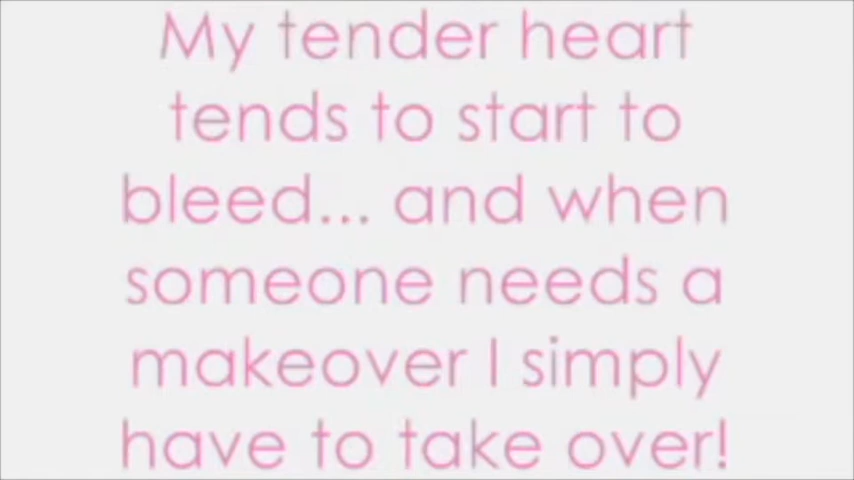 My tender heart
tends to start to
bleed... and when
someone needs a
makeover I simply
have to take over!